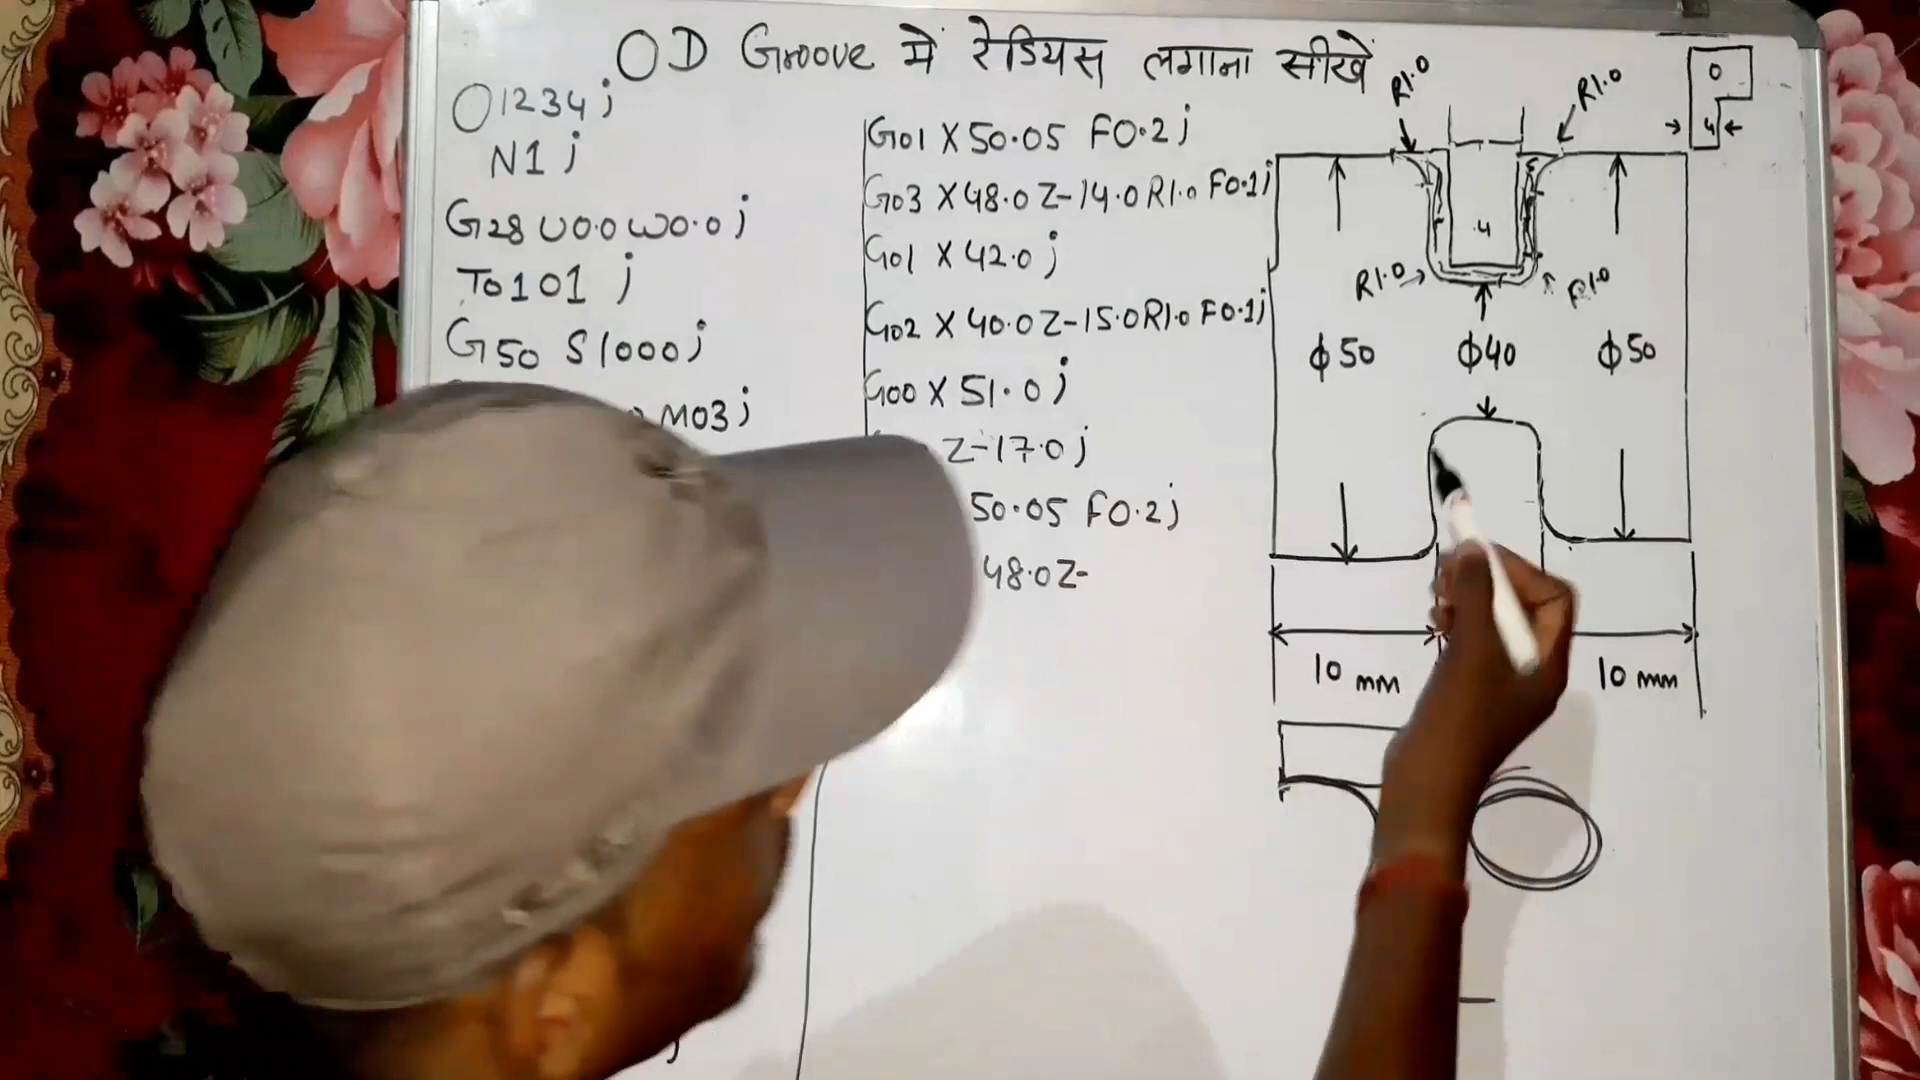 OD Groove में रेडियस लगाना सीखें
O1234;
N1;
G28 U0.0 W0.0;
T0101;
G50 S1000;
M03;
G01 X50.05 F0.2;
G03 X48.0 Z-14.0 R1.0 F0.1;
G01 X42.0;
G02 X40.0 Z-15.0 R1.0 F0.1;
G00 X51.0;
Z-17.0;
50.05 F0.2;
48.0 Z-
R1.0
R1.0
0
4
4
R1.0
R1.0
ϕ50
ϕ40
ϕ50
10 mm
10 mm